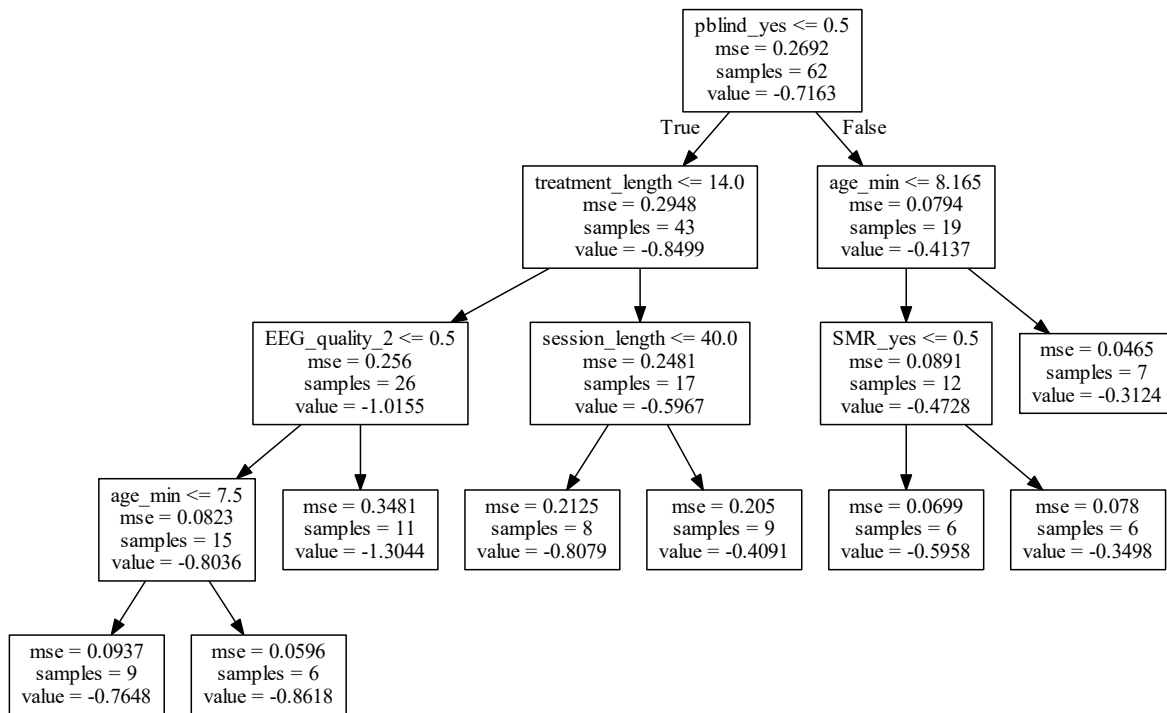 pblind_yes <= 0.5
mse = 0.2692
samples = 62
value = -0.7163
True
False
treatment_length <= 14.0
mse = 0.2948
samples = 43
value = -0.8499
age_min <= 8.165
mse = 0.0794
samples = 19
value = -0.4137
EEG_quality_2 <= 0.5
mse = 0.256
samples = 26
value = -1.0155
session_length <= 40.0
mse = 0.2481
samples = 17
value = -0.5967
SMR_yes <= 0.5
mse = 0.0891
samples = 12
value = -0.4728
mse = 0.0465
samples = 7
value = -0.3124
age_min <= 7.5
mse = 0.0823
samples = 15
value = -0.8036
mse = 0.3481
samples = 11
value = -1.3044
mse = 0.2125
samples = 8
value = -0.8079
mse = 0.205
samples = 9
value = -0.4091
mse = 0.0699
samples = 6
value = -0.5958
mse = 0.078
samples = 6
value = -0.3498
mse = 0.0937
samples = 9
value = -0.7648
mse = 0.0596
samples = 6
value = -0.8618